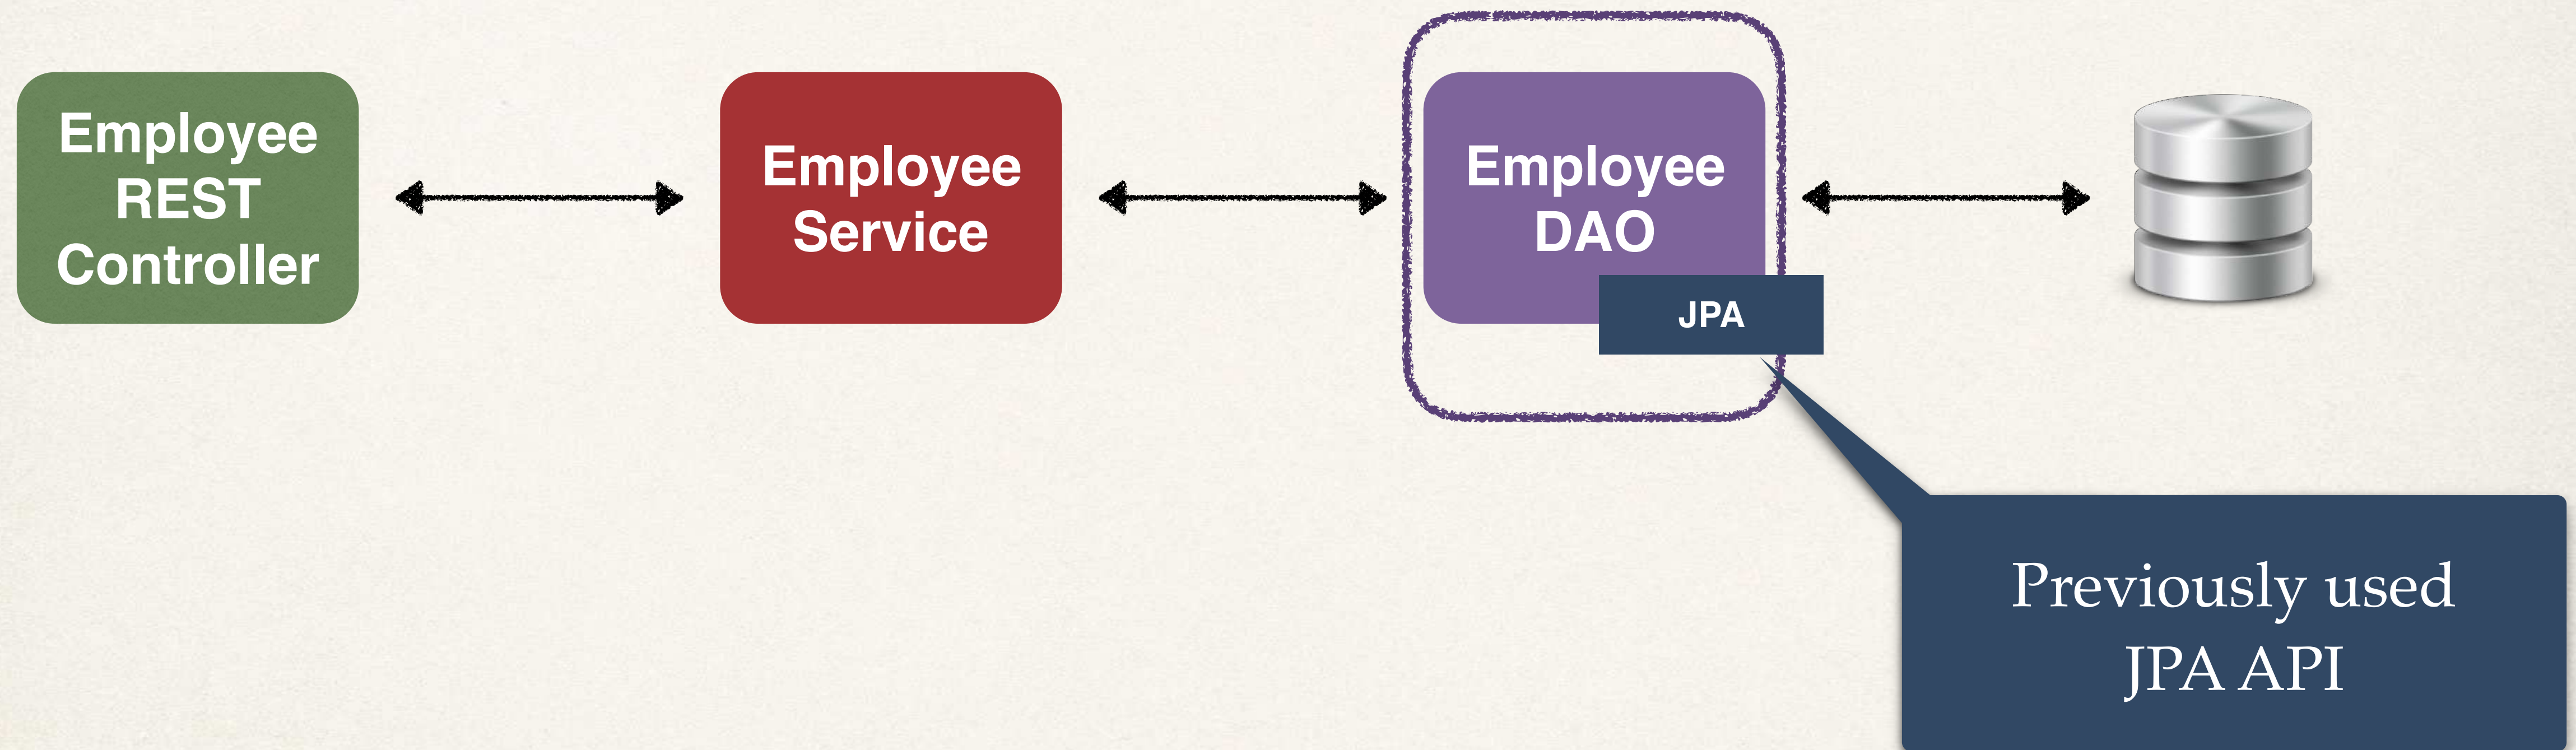 Employee
REST
Controller
Employee
Service
Employee
DAO
JPA
Previously used
JPA API